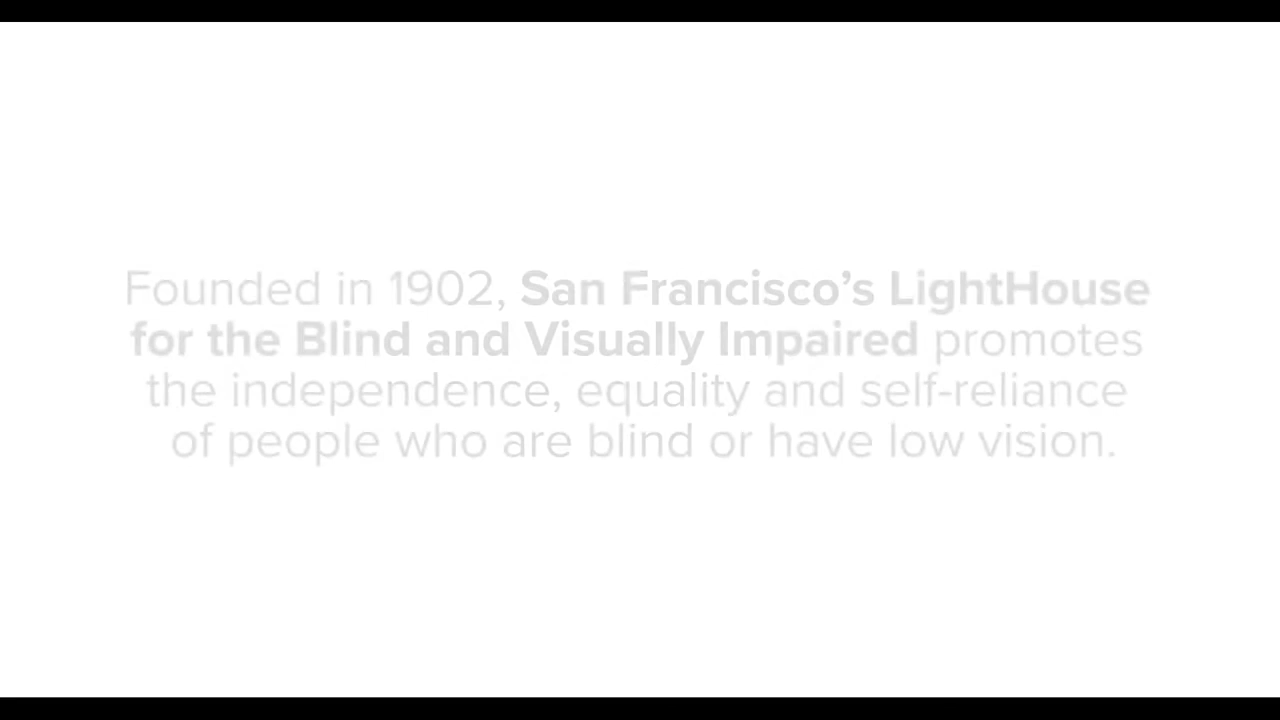 Founded in 1902, San Francisco’s LightHouse
for the Blind and Visually Impaired promotes
the independence, equality and self-reliance
of people who are blind or have low vision.